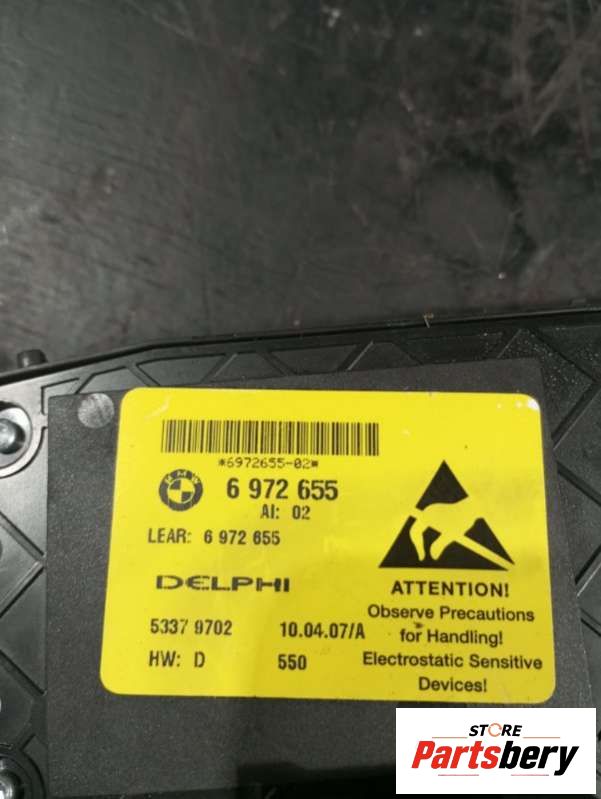 *6972655-02*
BMW
6 972 655
AI: 02
LEAR: 6 972 655
DELPHI
5337 9702 10.04.07/A
HW: D 550
ATTENTION!
Observe Precautions
for Handling!
Electrostatic Sensitive
Devices!
STORE
Partsbery